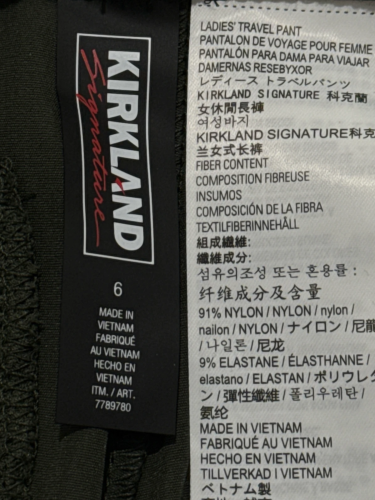 KIRKLAND
Signature
6
MADE IN
VIETNAM
FABRIQUÉ
AU VIETNAM
HECHO EN
VIETNAM
ITM. / ART.
7789780
LADIES' TRAVEL PANT
PANTALON DE VOYAGE POUR FEMME
PANTALÓN PARA DAMA PARA VIAJAR
DAMERNAS RESEBYXOR
レディース トラベルパンツ
KIRKLAND SIGNATURE 科克蘭
女休閒長褲
여성바지
KIRKLAND SIGNATURE科克
兰女式长裤
FIBER CONTENT
COMPOSITION FIBREUSE
INSUMOS
COMPOSICIÓN DE LA FIBRA
TEXTILFIBERINNEHÅLL
組成繊維:
纖維成分:
섬유의조성 또는 혼용률 :
纤维成分及含量
91% NYLON / NYLON / nylon /
nailon / NYLON / ナイロン / 尼龍
/ 나일론 / 尼龙
9% ELASTANE / ÉLASTHANNE /
elastano / ELASTAN / ポリウレタ
ン / 彈性纖維 / 폴리우레탄 /
氨纶
MADE IN VIETNAM
FABRIQUÉ AU VIETNAM
HECHO EN VIETNAM
TILLVERKAD I VIETNAM
ベトナム製